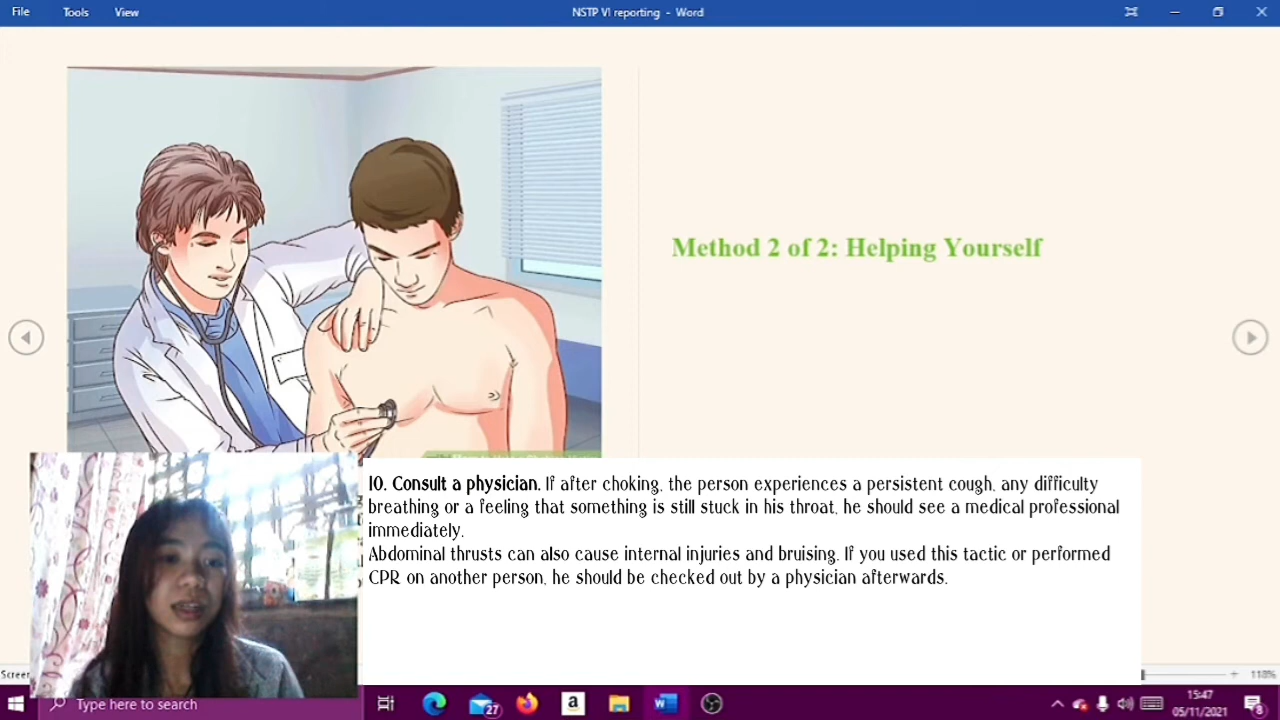 File Tools View NSTP VI reporting - Word
Method 2 of 2: Helping Yourself
10. Consult a physician. If after choking, the person experiences a persistent cough, any difficulty
breathing or a feeling that something is still stuck in his throat, he should see a medical professional
immediately.
Abdominal thrusts can also cause internal injuries and bruising. If you used this tactic or performed
CPR on another person, he should be checked out by a physician afterwards.
Screen
118%
Type here to search
27
15:47
05/11/2021
8